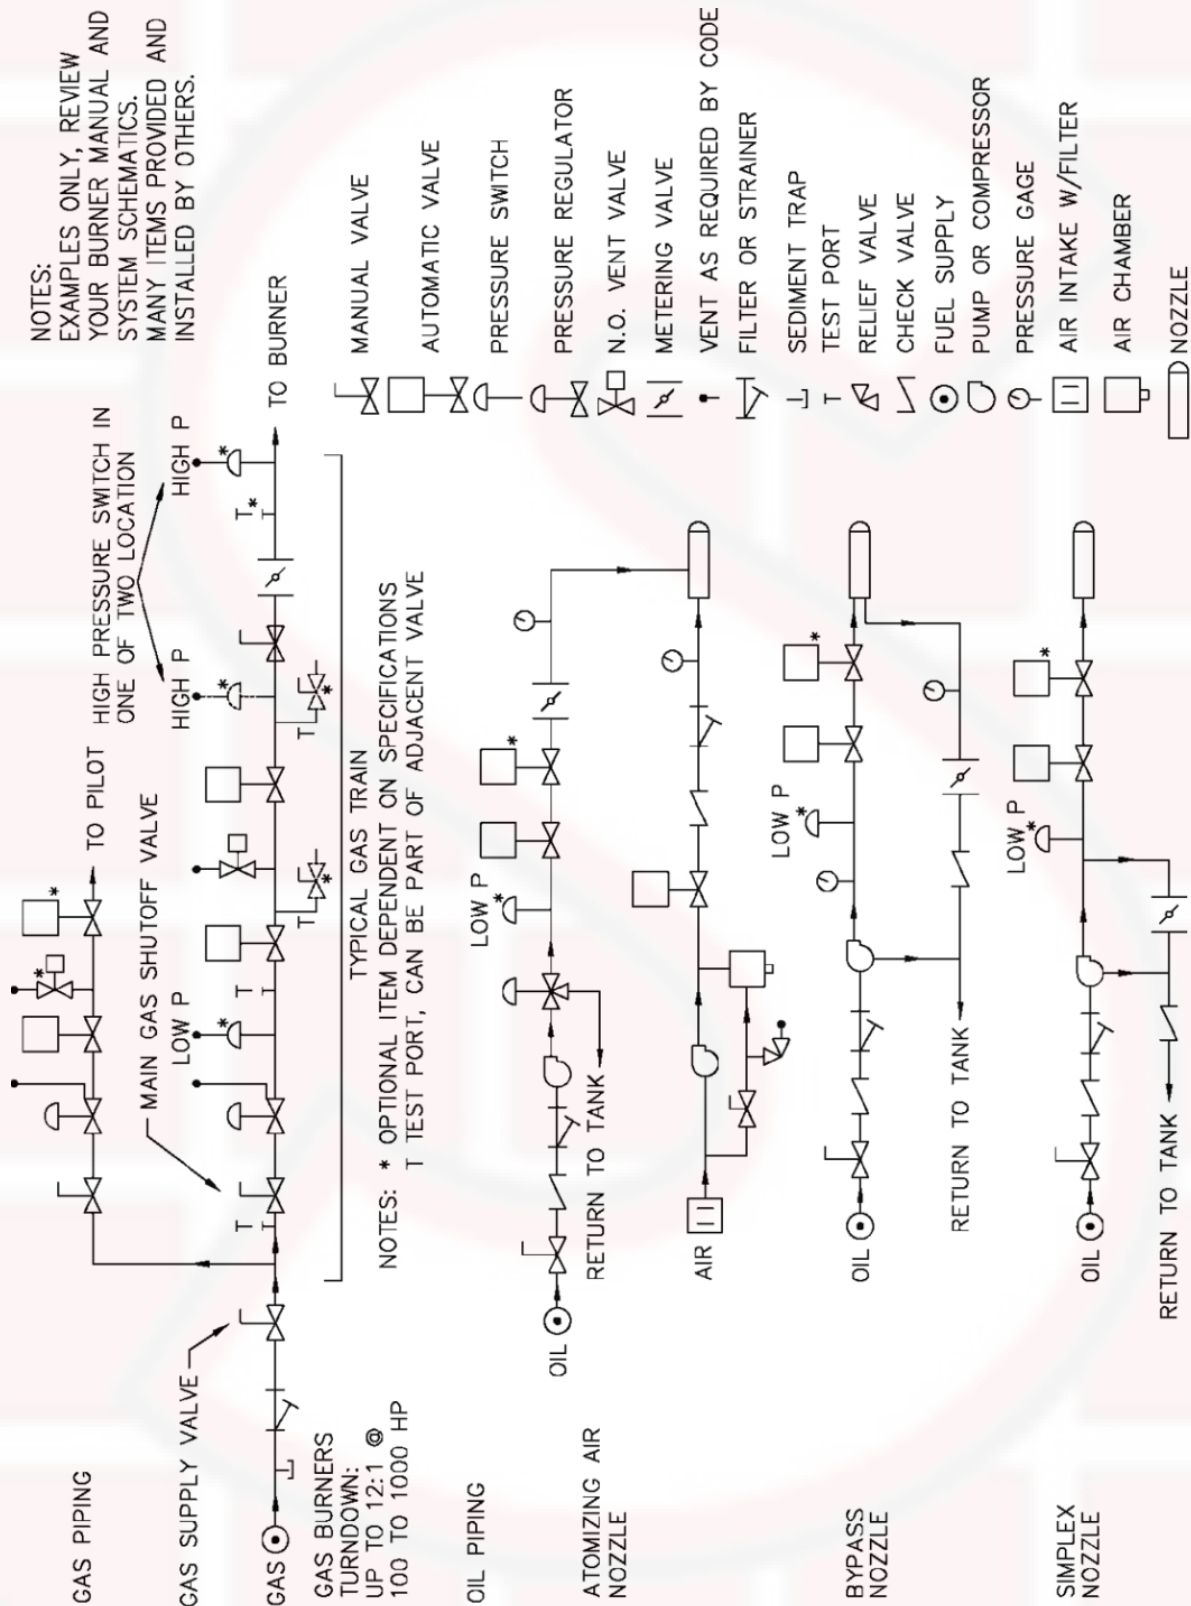 NOTES:
EXAMPLES ONLY, REVIEW
YOUR BURNER MANUAL AND
SYSTEM SCHEMATICS.
MANY ITEMS PROVIDED AND
INSTALLED BY OTHERS.
GAS PIPING
TO PILOT
HIGH PRESSURE SWITCH IN
ONE OF TWO LOCATION
MAIN GAS SHUTOFF VALVE
GAS SUPPLY VALVE
LOW P
HIGH P
HIGH P
*
*
*
*
*
T
T
T*
GAS
TO BURNER
T
*
T
*
GAS BURNERS
TURNDOWN:
UP TO 12:1 @
100 TO 1000 HP
TYPICAL GAS TRAIN
NOTES: * OPTIONAL ITEM DEPENDENT ON SPECIFICATIONS
T TEST PORT, CAN BE PART OF ADJACENT VALVE
OIL PIPING
LOW P
*
*
OIL
RETURN TO TANK
ATOMIZING AIR
NOZZLE
AIR
LOW P
*
*
OIL
BYPASS
NOZZLE
RETURN TO TANK
LOW P
*
*
OIL
SIMPLEX
NOZZLE
RETURN TO TANK
MANUAL VALVE
AUTOMATIC VALVE
PRESSURE SWITCH
PRESSURE REGULATOR
N.O. VENT VALVE
METERING VALVE
VENT AS REQUIRED BY CODE
FILTER OR STRAINER
SEDIMENT TRAP
T TEST PORT
RELIEF VALVE
CHECK VALVE
FUEL SUPPLY
PUMP OR COMPRESSOR
PRESSURE GAGE
AIR INTAKE W/FILTER
AIR CHAMBER
NOZZLE